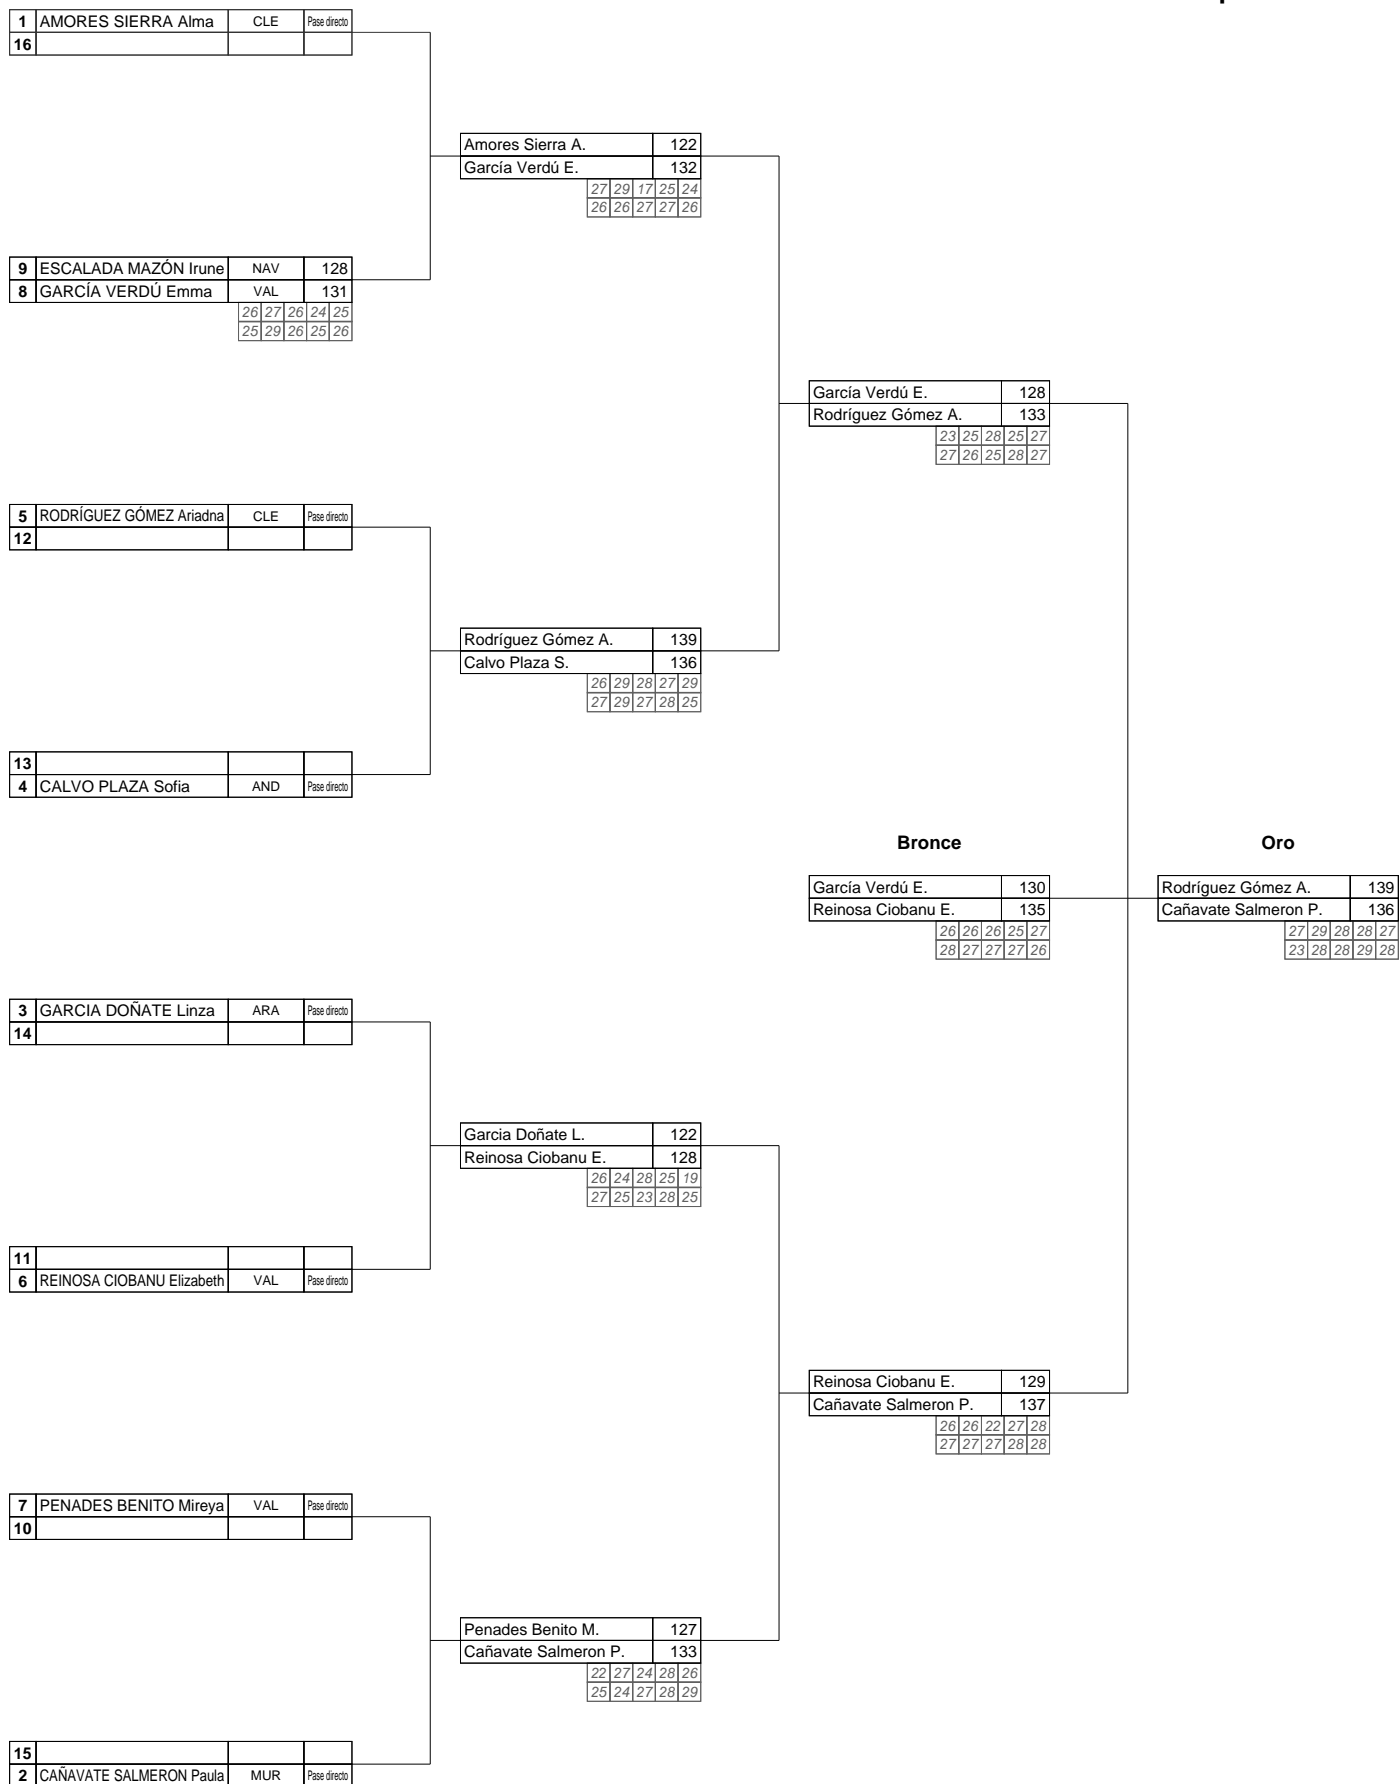 1 AMORES SIERRA Alma CLE Pase directo
16
Amores Sierra A. 122
García Verdú E. 132
27 29 17 25 24
26 26 27 27 26
9 ESCALADA MAZÓN Irune NAV 128
8 GARCÍA VERDÚ Emma VAL 131
26 27 26 24 25
25 29 26 25 26
García Verdú E. 128
Rodríguez Gómez A. 133
23 25 28 25 27
27 26 25 28 27
5 RODRÍGUEZ GÓMEZ Ariadna CLE Pase directo
12
Rodríguez Gómez A. 139
Calvo Plaza S. 136
26 29 28 27 29
27 29 27 28 25
13
4 CALVO PLAZA Sofia AND Pase directo
Bronce Oro
García Verdú E. 130 Rodríguez Gómez A. 139
Reinosa Ciobanu E. 135 Cañavate Salmeron P. 136
26 26 26 25 27 27 29 28 28 27
28 27 27 27 26 23 28 28 29 28
3 GARCIA DOÑATE Linza ARA Pase directo
14
Garcia Doñate L. 122
Reinosa Ciobanu E. 128
26 24 28 25 19
27 25 23 28 25
11
6 REINOSA CIOBANU Elizabeth VAL Pase directo
Reinosa Ciobanu E. 129
Cañavate Salmeron P. 137
26 26 22 27 28
27 27 27 28 28
7 PENADES BENITO Mireya VAL Pase directo
10
Penades Benito M. 127
Cañavate Salmeron P. 133
22 27 24 28 26
25 24 27 28 29
15
2 CAÑAVATE SALMERON Paula MUR Pase directo